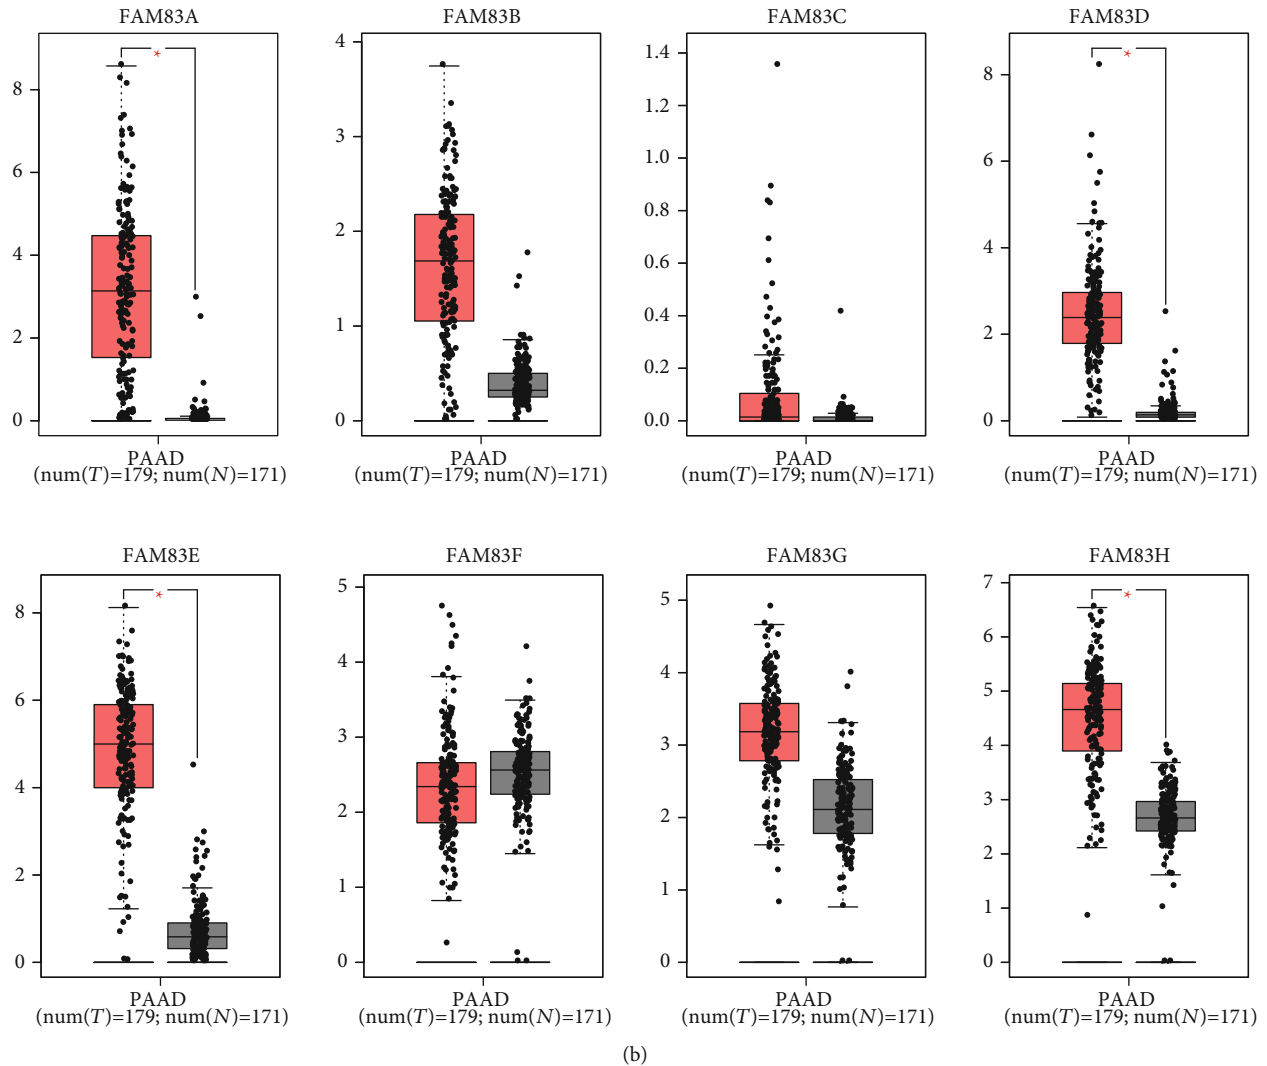 FAM83A FAM83B FAM83C FAM83D
8 6 4 2 0
4 3 2 1 0
1.4 1.2 1.0 0.8 0.6 0.4 0.2 0.0
8 6 4 2 0
* *
PAAD PAAD PAAD PAAD
(num(T)=179; num(N)=171) (num(T)=179; num(N)=171) (num(T)=179; num(N)=171) (num(T)=179; num(N)=171)
FAM83E FAM83F FAM83G FAM83H
8 6 4 2 0
5 4 3 2 1 0
5 4 3 2 1 0
7 6 5 4 3 2 1 0
* *
PAAD PAAD PAAD PAAD
(num(T)=179; num(N)=171) (num(T)=179; num(N)=171) (num(T)=179; num(N)=171) (num(T)=179; num(N)=171)
(b)